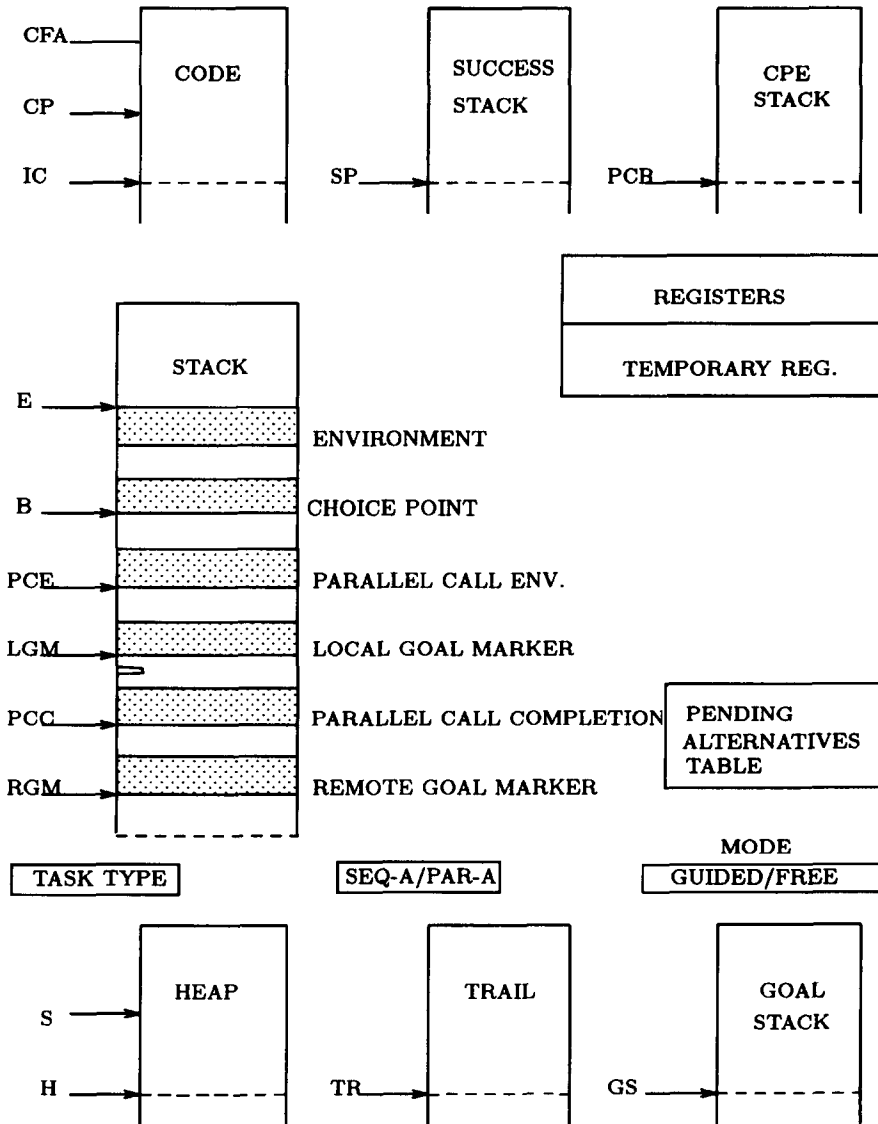 CFA
CODE
CP
IC
SUCCESS
STACK
SP
CPE
STACK
PCB
REGISTERS
TEMPORARY REG.
STACK
E
ENVIRONMENT
B
CHOICE POINT
PCE
PARALLEL CALL ENV.
LGM
LOCAL GOAL MARKER
PCC
PARALLEL CALL COMPLETION
RGM
REMOTE GOAL MARKER
PENDING
ALTERNATIVES
TABLE
MODE
TASK TYPE
SEQ-A/PAR-A
GUIDED/FREE
HEAP
S
H
TRAIL
TR
GOAL
STACK
GS